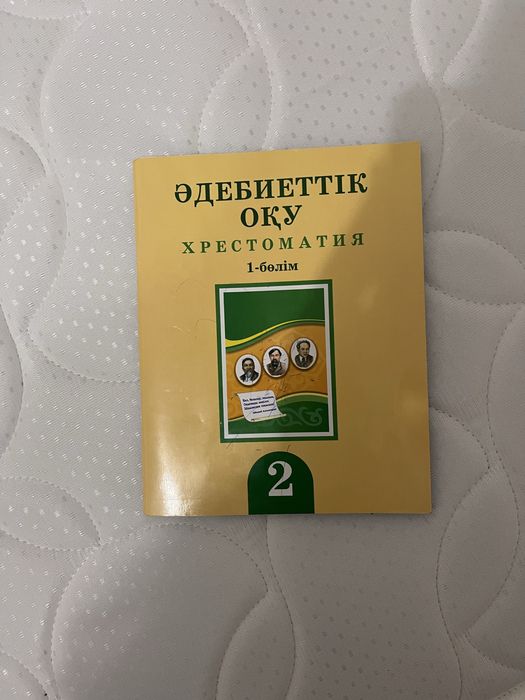 ӘДЕБИЕТТІК
ОҚУ
ХРЕСТОМАТИЯ
1-бөлім
2